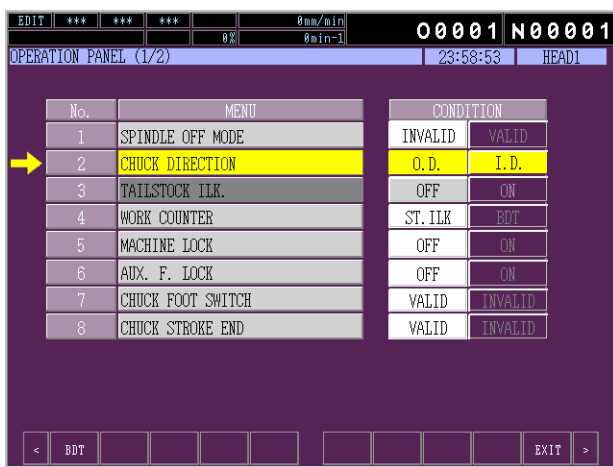 EDIT *** *** *** 0mm/min O0001 N00001
0% 0min-1
OPERATION PANEL (1/2) 23:58:53 HEAD1
No. MENU CONDITION
1 SPINDLE OFF MODE INVALID VALID
2 CHUCK DIRECTION O.D. I.D.
3 TAILSTOCK ILK. OFF ON
4 WORK COUNTER ST.ILK BDT
5 MACHINE LOCK OFF ON
6 AUX. F. LOCK OFF ON
7 CHUCK FOOT SWITCH VALID INVALID
8 CHUCK STROKE END VALID INVALID
< BDT EXIT >